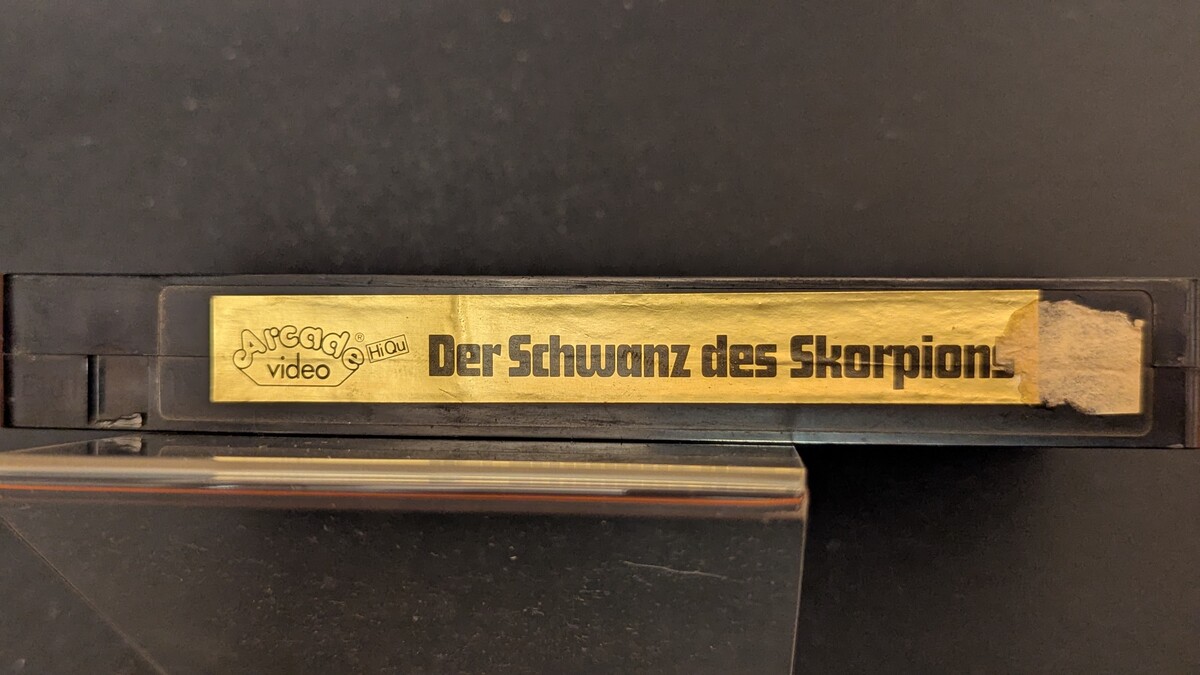 Arcade®
video
HiQu
Der Schwanz des Skorpions